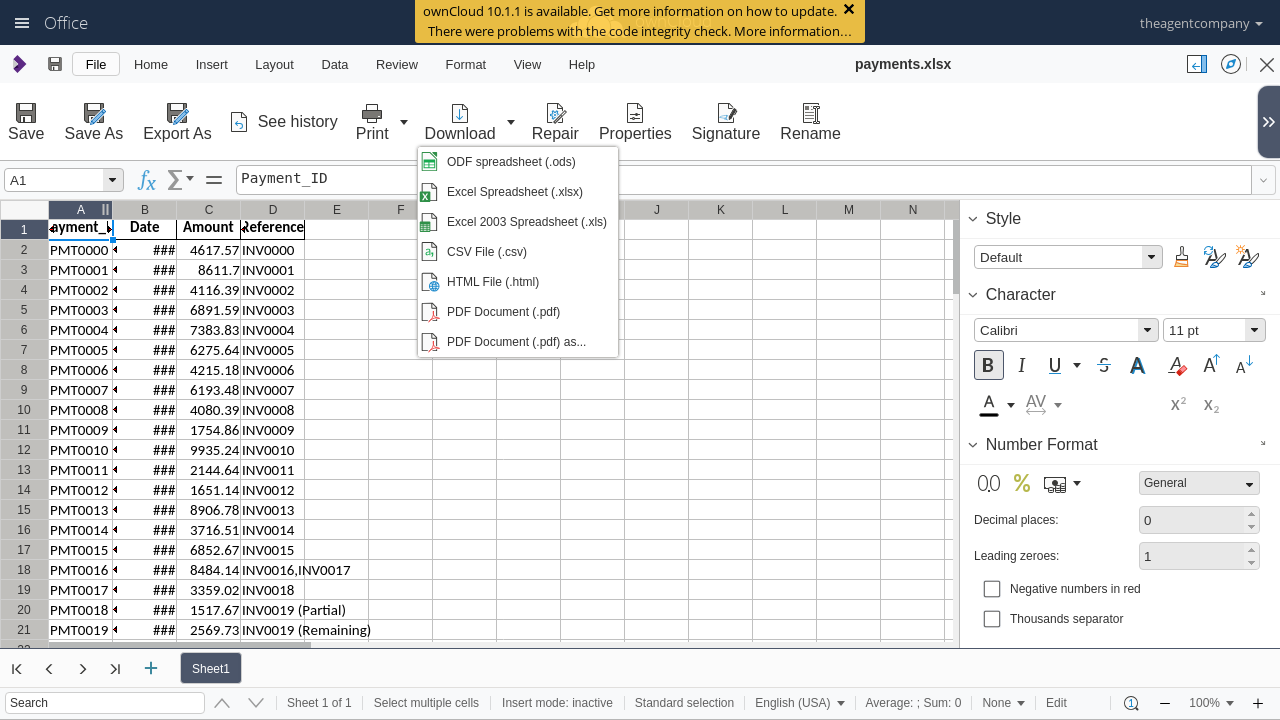 Office
ownCloud 10.1.1 is available. Get more information on how to update.
There were problems with the code integrity check. More information…
theagentcompany
File Home Insert Layout Data Review Format View Help
payments.xlsx
Save Save As Export As See history Print Download Repair Properties Signature Rename
A1
Payment_ID
ODF spreadsheet (.ods)
Excel Spreadsheet (.xlsx)
Excel 2003 Spreadsheet (.xls)
CSV File (.csv)
HTML File (.html)
PDF Document (.pdf)
PDF Document (.pdf) as...
A B C D E F J K L M N
1 ayment_ Date Amount Reference
2 PMT0000 ### 4617.57 INV0000
3 PMT0001 ### 8611.7 INV0001
4 PMT0002 ### 4116.39 INV0002
5 PMT0003 ### 6891.59 INV0003
6 PMT0004 ### 7383.83 INV0004
7 PMT0005 ### 6275.64 INV0005
8 PMT0006 ### 4215.18 INV0006
9 PMT0007 ### 6193.48 INV0007
10 PMT0008 ### 4080.39 INV0008
11 PMT0009 ### 1754.86 INV0009
12 PMT0010 ### 9935.24 INV0010
13 PMT0011 ### 2144.64 INV0011
14 PMT0012 ### 1651.14 INV0012
15 PMT0013 ### 8906.78 INV0013
16 PMT0014 ### 3716.51 INV0014
17 PMT0015 ### 6852.67 INV0015
18 PMT0016 ### 8484.14 INV0016,INV0017
19 PMT0017 ### 3359.02 INV0018
20 PMT0018 ### 1517.67 INV0019 (Partial)
21 PMT0019 ### 2569.73 INV0019 (Remaining)
Style
Default
Character
Calibri 11 pt
Number Format
General
Decimal places: 0
Leading zeroes: 1
Negative numbers in red
Thousands separator
Sheet1
Search Sheet 1 of 1 Select multiple cells Insert mode: inactive Standard selection English (USA) Average: ; Sum: 0 None Edit 100%